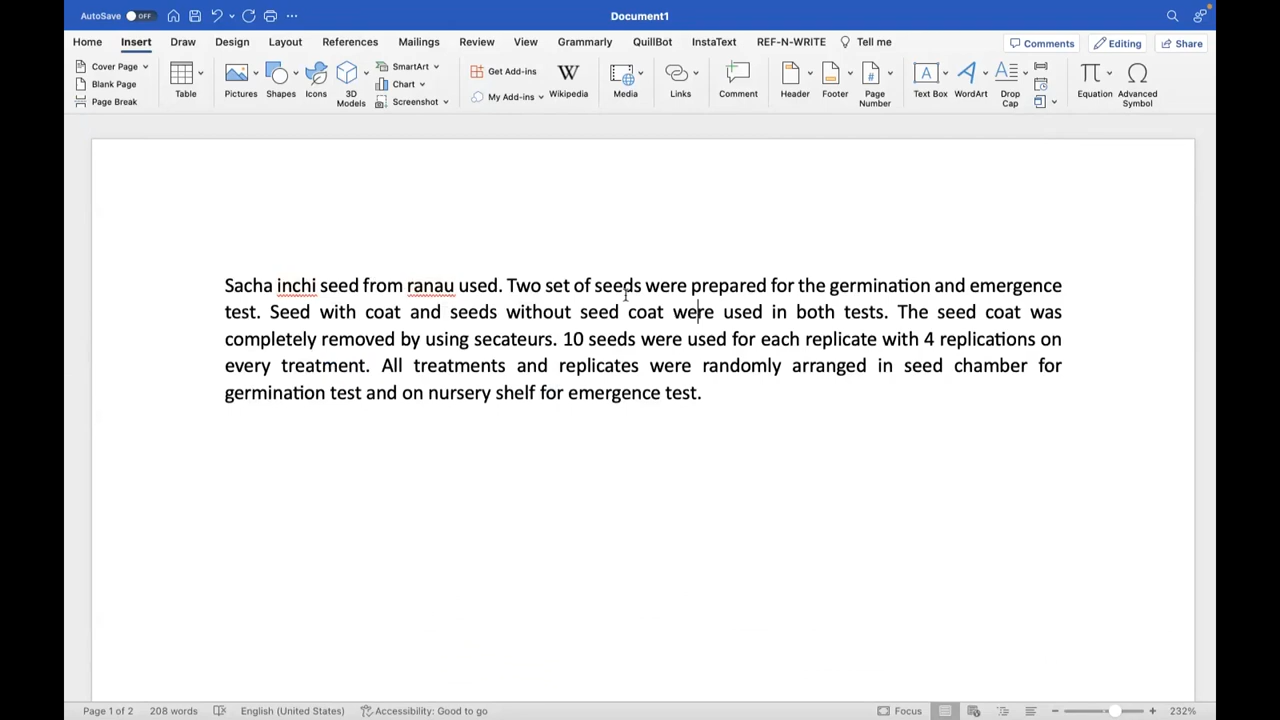 AutoSave OFF
Document1
Home Insert Draw Design Layout References Mailings Review View Grammarly QuillBot InstaText REF-N-WRITE Tell me
Comments Editing Share
Cover Page
Blank Page
Page Break
Table
Pictures
Shapes
Icons
3D
Models
SmartArt
Chart
Screenshot
Get Add-ins
My Add-ins
Wikipedia
Media
Links
Comment
Header
Footer
Page
Number
Text Box
WordArt
Drop
Cap
Equation
Advanced
Symbol
Sacha inchi seed from ranau used. Two set of seeds were prepared for the germination and emergence
test. Seed with coat and seeds without seed coat were used in both tests. The seed coat was
completely removed by using secateurs. 10 seeds were used for each replicate with 4 replications on
every treatment. All treatments and replicates were randomly arranged in seed chamber for
germination test and on nursery shelf for emergence test.
Page 1 of 2 208 words English (United States) Accessibility: Good to go Focus 232%